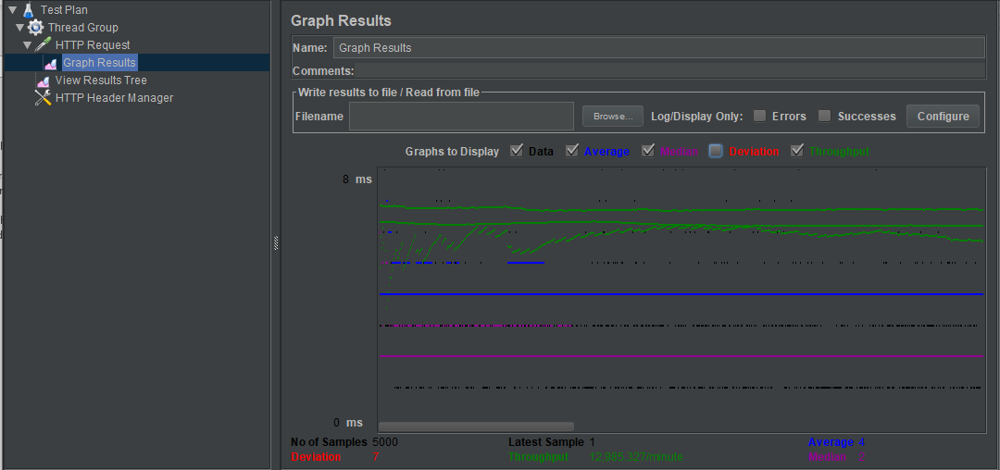 Test Plan
Thread Group
HTTP Request
Graph Results
View Results Tree
HTTP Header Manager
Graph Results
Name: Graph Results
Comments:
Write results to file / Read from file
Filename Browse... Log/Display Only: Errors Successes Configure
Graphs to Display Data Average Median Deviation Throughput
8 ms
0 ms
No of Samples 5000 Latest Sample 1 Average 4
Deviation 7 Throughput 12,985.327/minute Median